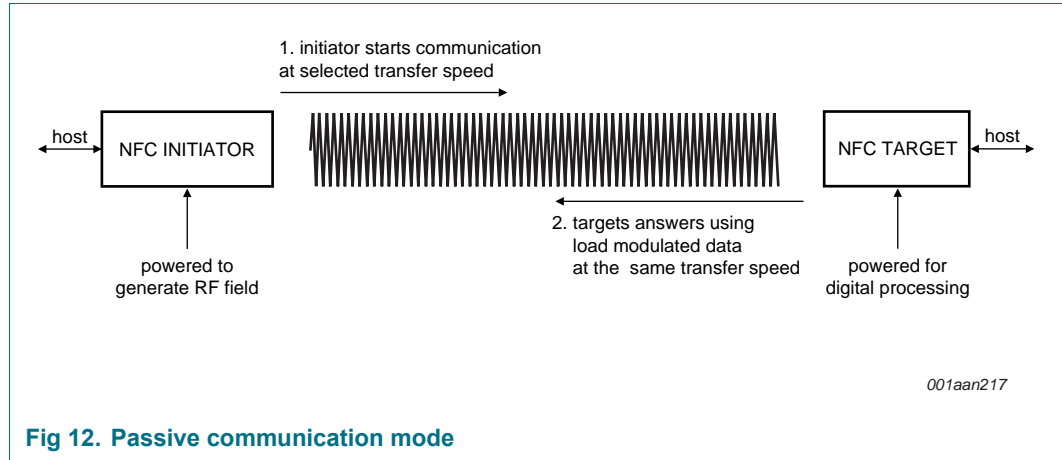 1. initiator starts communication
at selected transfer speed
host
NFC INITIATOR
NFC TARGET
host
2. targets answers using
load modulated data
at the same transfer speed
powered to
generate RF field
powered for
digital processing
001aan217
Fig 12. Passive communication mode